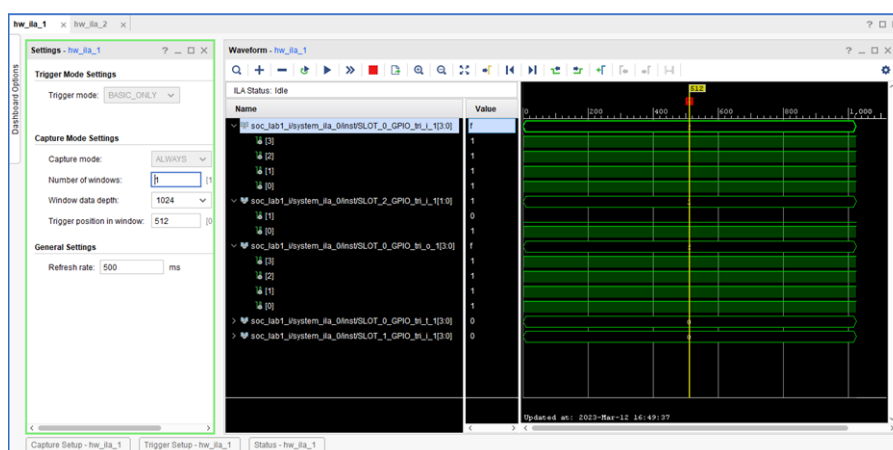 hw_ila_1 × hw_ila_2 ×
Dashboard Options
Settings - hw_ila_1
Trigger Mode Settings
Trigger mode: BASIC_ONLY
Capture Mode Settings
Capture mode: ALWAYS
Number of windows: 1 [1
Window data depth: 1024
Trigger position in window: 512 [0
General Settings
Refresh rate: 500 ms
Waveform - hw_ila_1
ILA Status: Idle
Name Value
512
0 200 400 600 800 1,000
soc_lab1_i/system_ila_0/inst/SLOT_0_GPIO_tri_i_1[3:0] f
[3] 1
[2] 1
[1] 1
[0] 1
soc_lab1_i/system_ila_0/inst/SLOT_2_GPIO_tri_i_1[1:0] 1
[1] 0
[0] 1
soc_lab1_i/system_ila_0/inst/SLOT_0_GPIO_tri_o_1[3:0] f
[3] 1
[2] 1
[1] 1
[0] 1
soc_lab1_i/system_ila_0/inst/SLOT_0_GPIO_tri_t_1[3:0] 0 0
soc_lab1_i/system_ila_0/inst/SLOT_1_GPIO_tri_i_1[3:0] 0 0
Updated at: 2023-Mar-12 16:49:37
Capture Setup - hw_ila_1 Trigger Setup - hw_ila_1 Status - hw_ila_1